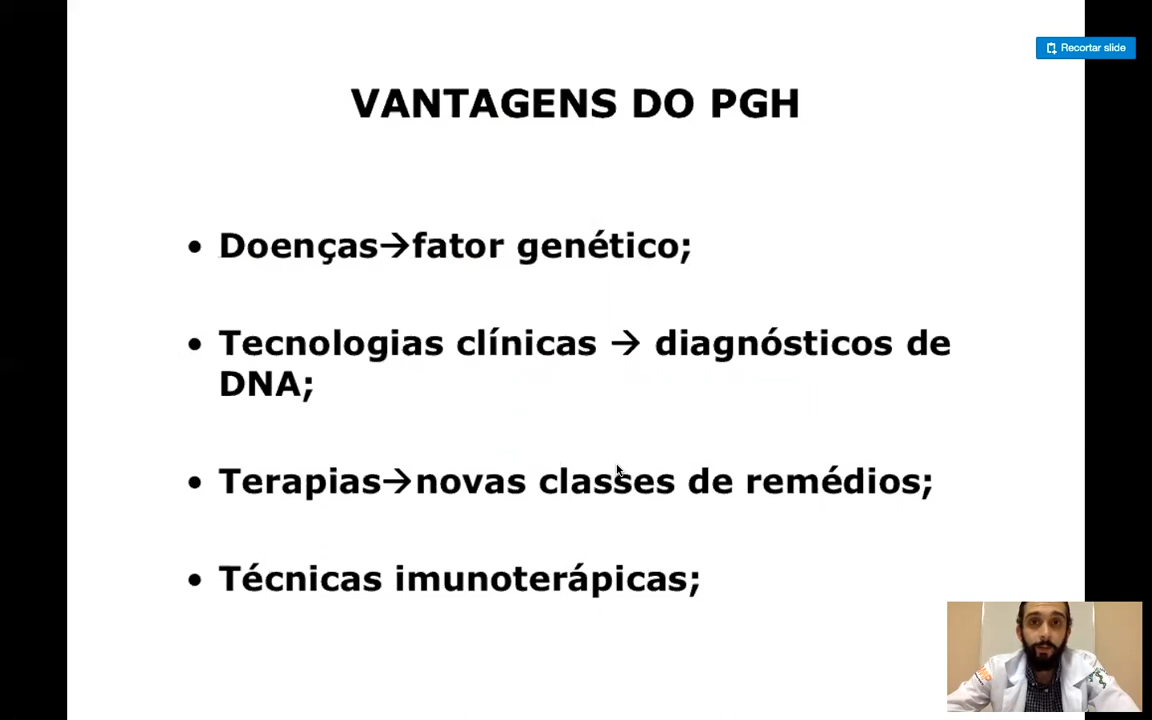 Recortar slide
VANTAGENS DO PGH
• Doenças→fator genético;
• Tecnologias clínicas → diagnósticos de
DNA;
• Terapias→novas classes de remédios;
• Técnicas imunoterápicas;